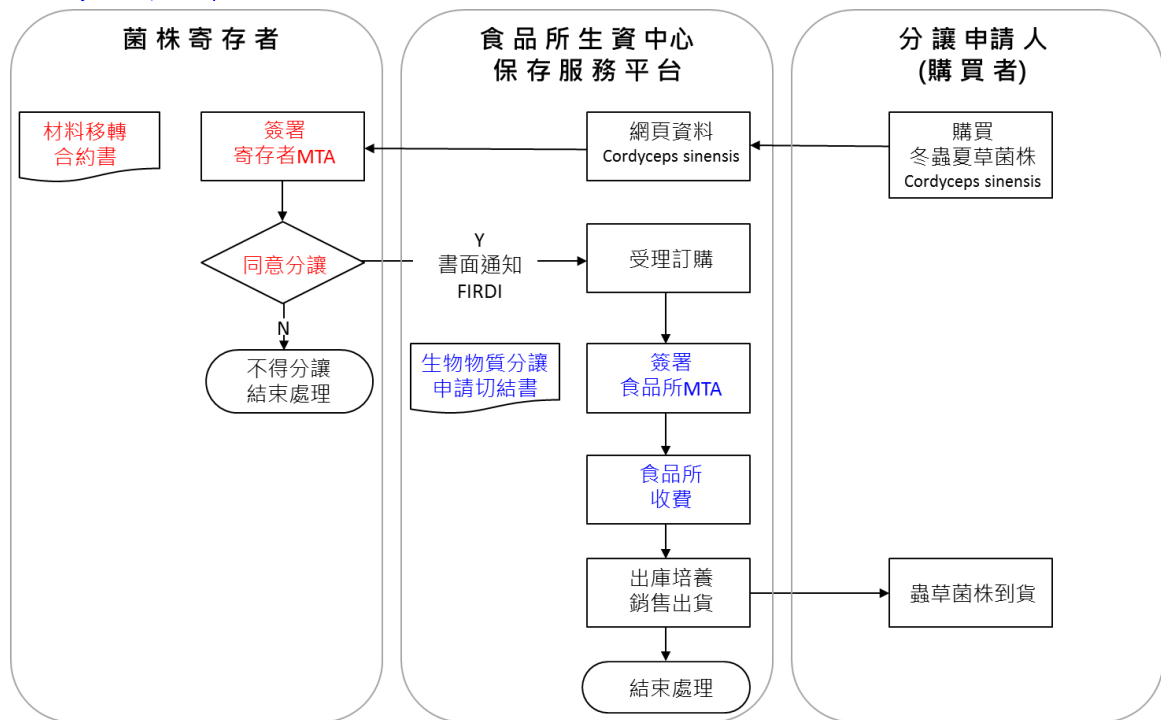 菌株寄存者
食品所生資中心
保存服務平台
分讓申請人
(購買者)
材料移轉
合約書
簽署
寄存者MTA
網頁資料
Cordyceps sinensis
購買
冬蟲夏草菌株
Cordyceps sinensis
同意分讓
Y
書面通知
FIRDI
受理訂購
N
不得分讓
結束處理
生物物質分讓
申請切結書
簽署
食品所MTA
食品所
收費
出庫培養
銷售出貨
蟲草菌株到貨
結束處理